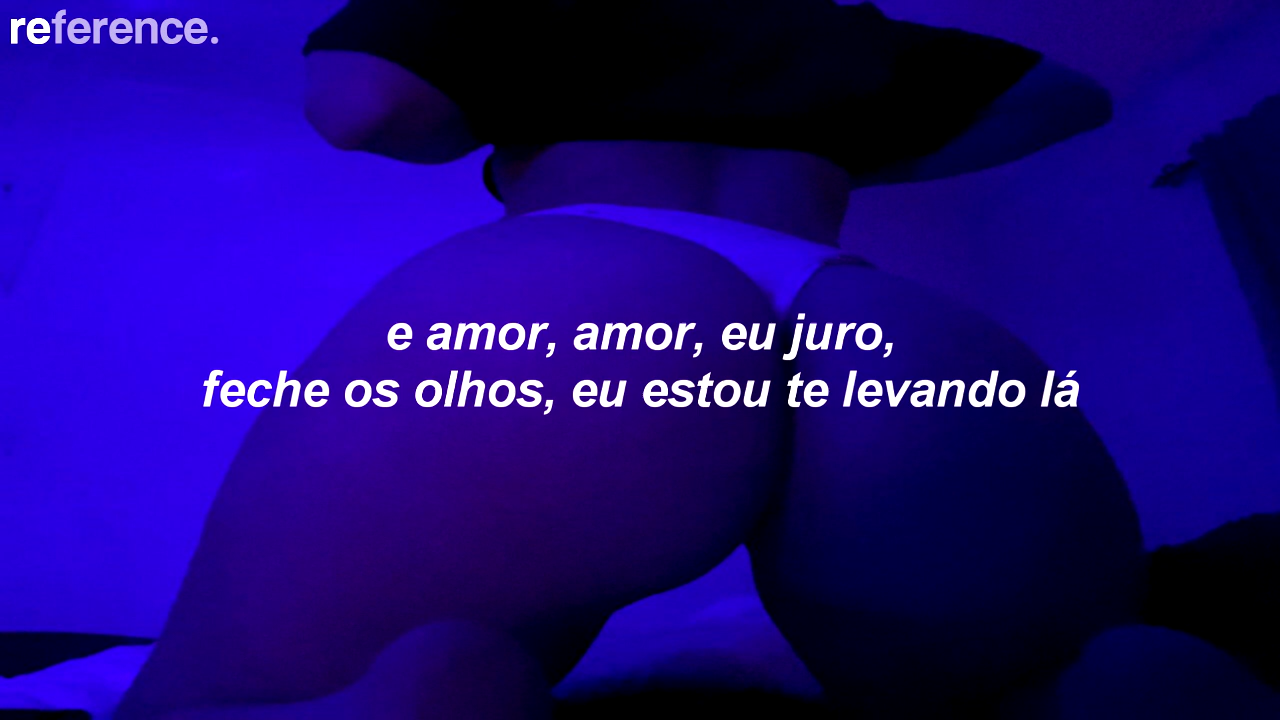 reference.
e amor, amor, eu juro,
feche os olhos, eu estou te levando lá